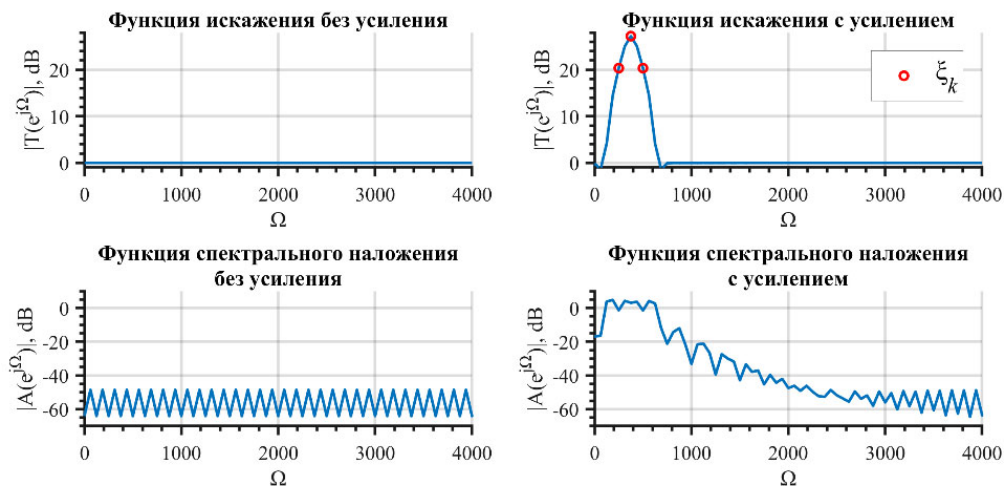 Функция искажения без усиления
|T(e^{jΩ})|, dB
20
10
0
0 1000 2000 3000 4000
Ω
Функция искажения с усилением
|T(e^{jΩ})|, dB
20
10
0
ξ_k
0 1000 2000 3000 4000
Ω
Функция спектрального наложения
без усиления
|A(e^{jΩ})|, dB
0
-20
-40
-60
0 1000 2000 3000 4000
Ω
Функция спектрального наложения
с усилением
|A(e^{jΩ})|, dB
0
-20
-40
-60
0 1000 2000 3000 4000
Ω